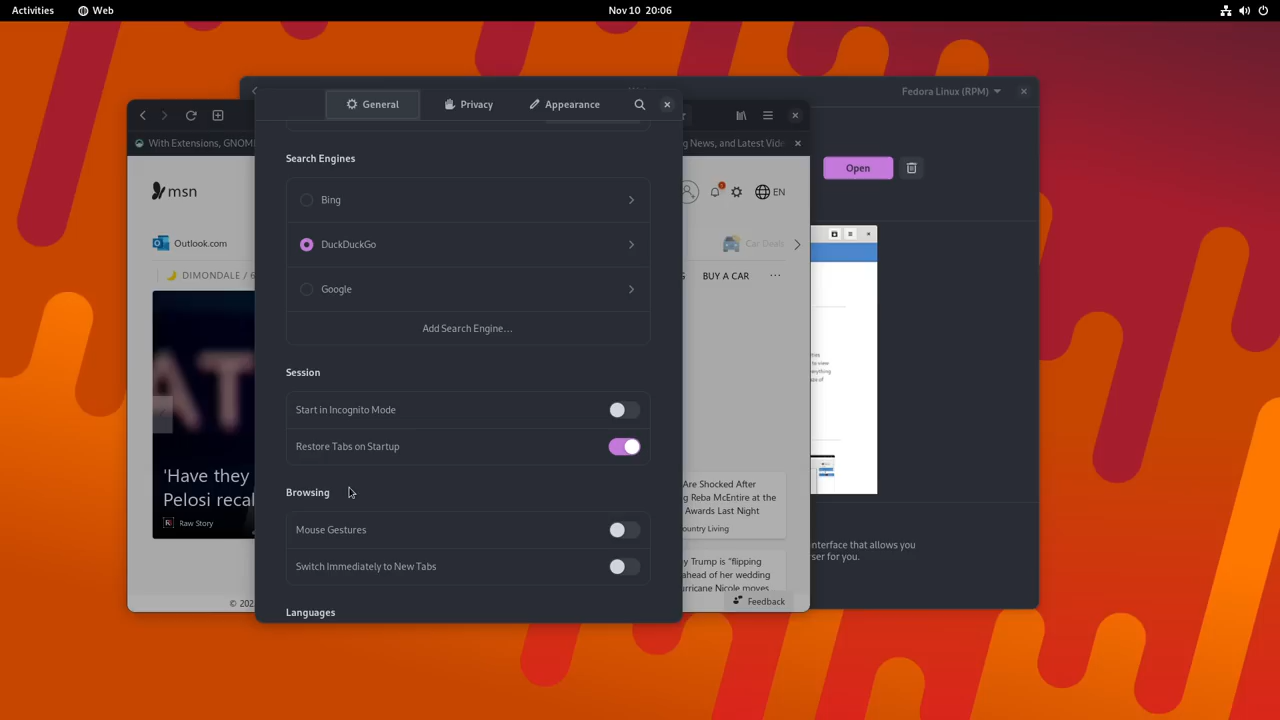 Activities
Web
Nov 10 20:06
Fedora Linux (RPM)
General
Privacy
Appearance
With Extensions, GNOM
g News, and Latest Vide
Search Engines
Bing
DuckDuckGo
Google
Add Search Engine…
Session
Start in Incognito Mode
Restore Tabs on Startup
Browsing
Mouse Gestures
Switch Immediately to New Tabs
Languages
msn
Outlook.com
DIMONDALE / 6
'Have they
Pelosi recal
Raw Story
© 202
EN
Car Deals
BUY A CAR
Are Shocked After
g Reba McEntire at the
Awards Last Night
ountry Living
y Trump is "flipping
ahead of her wedding
urricane Nicole moves
Feedback
Open
nterface that allows you
ser for you.